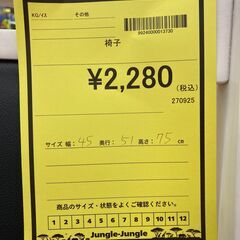 KG/イス その他
9924000001 3730
椅子
¥2,280
(税込)
270925
サイズ 幅: 45 奥行: 51 高さ: 75 cm
商品のサイズ・状態をよくご確認ください。
1 2 3 4 5 6 7 8 9 10 11 12
Jungle-Jungle